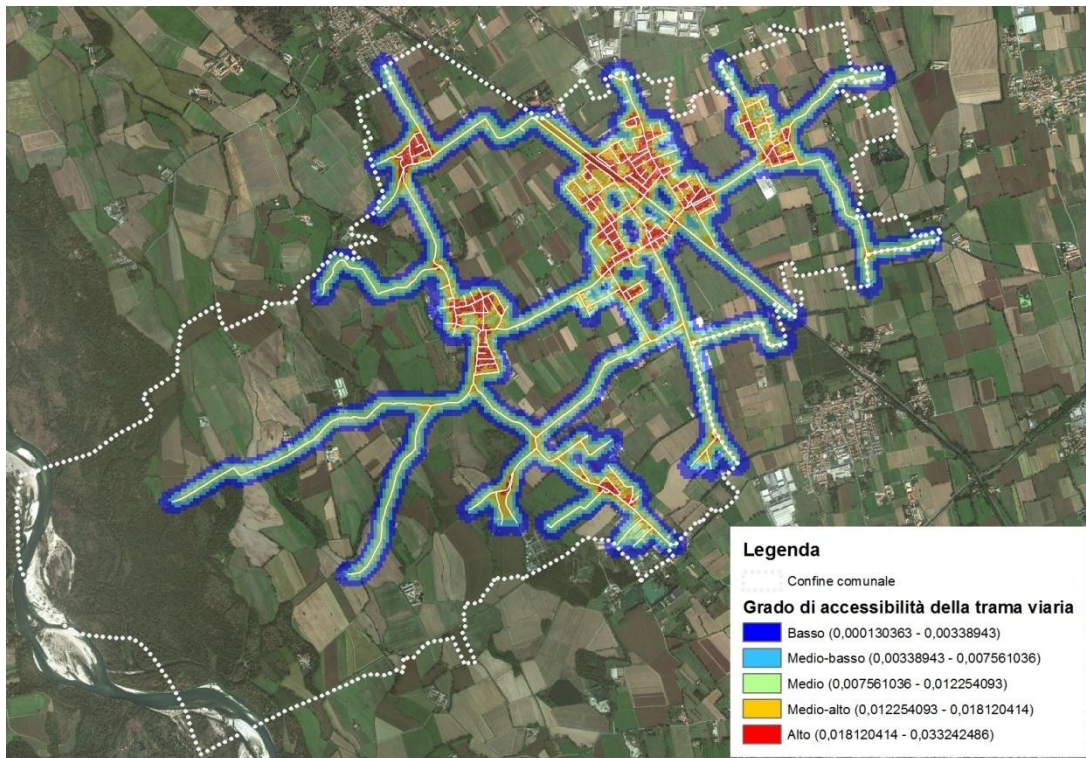 Legenda
Confine comunale
Grado di accessibilità della trama viaria
Basso (0,000130363 - 0,00338943)
Medio-basso (0,00338943 - 0,007561036)
Medio (0,007561036 - 0,012254093)
Medio-alto (0,012254093 - 0,018120414)
Alto (0,018120414 - 0,033242486)